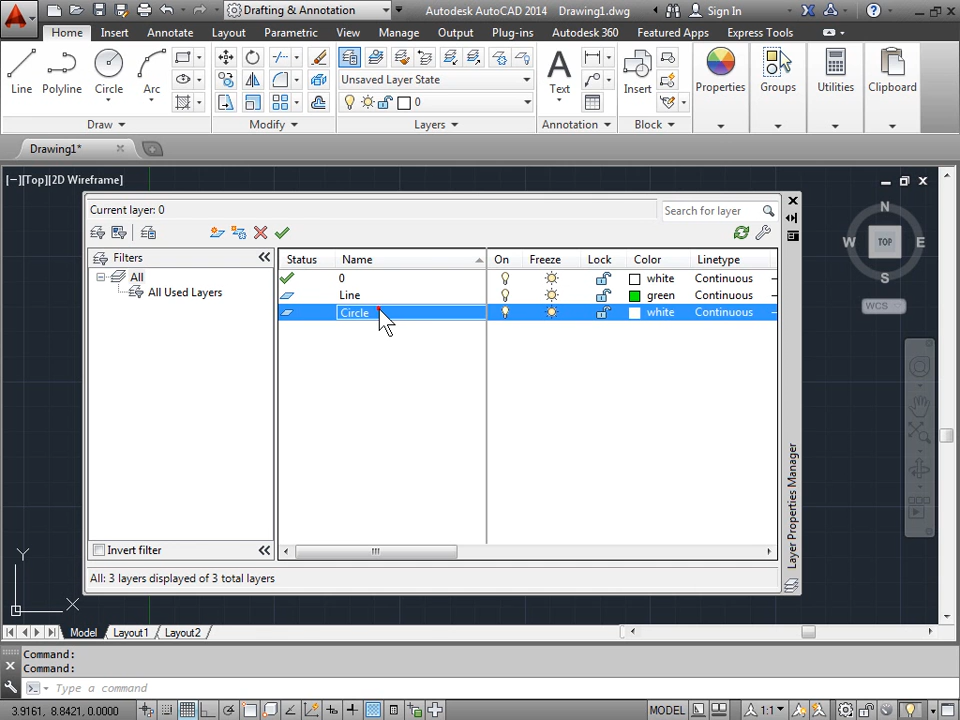 Drafting & Annotation
Autodesk AutoCAD 2014 Drawing1.dwg
Sign In
Home Insert Annotate Layout Parametric View Manage Output Plug-ins Autodesk 360 Featured Apps Express Tools
Line Polyline Circle Arc
Unsaved Layer State
0
Text
Insert
Properties Groups Utilities Clipboard
Draw Modify Layers Annotation Block
Drawing1*
[−][Top][2D Wireframe]
N
W TOP E
S
WCS
Current layer: 0
Search for layer
Filters
All
All Used Layers
Status Name On Freeze Lock Color Linetype
0 white Continuous
Line green Continuous
Circle white Continuous
Invert filter
All: 3 layers displayed of 3 total layers
Layer Properties Manager
Y
X
Model Layout1 Layout2
Command:
Command:
Type a command
3.9161, 8.8421, 0.0000
MODEL
1:1